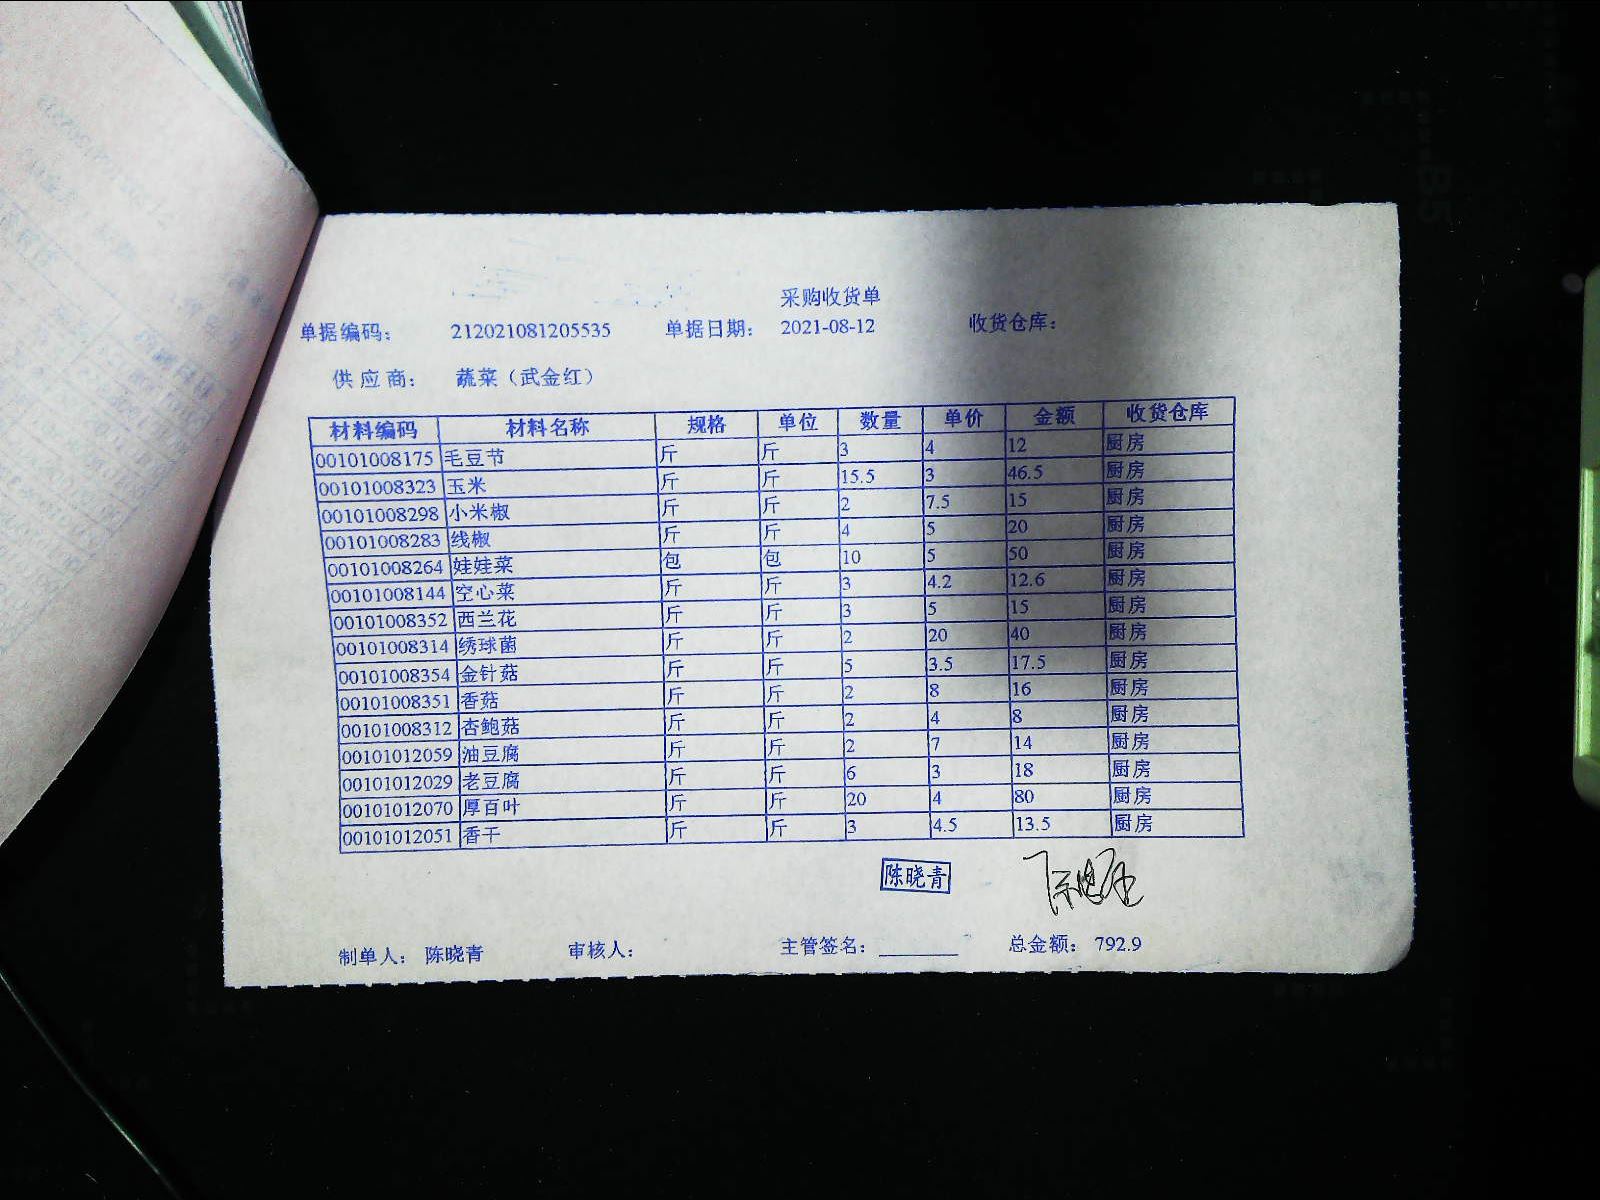 采购收货单
单据编码： 212021081205535 单据日期： 2021-08-12 收货仓库：
供应商： 蔬菜（武金红）
材料编码 材料名称 规格 单位 数量 单价 金额 收货仓库
00101008175 毛豆节 斤 斤 3 4 12 厨房
00101008323 玉米 斤 斤 15.5 3 46.5 厨房
00101008298 小米椒 斤 斤 2 7.5 15 厨房
00101008283 线椒 斤 斤 4 5 20 厨房
00101008264 娃娃菜 包 包 10 5 50 厨房
00101008144 空心菜 斤 斤 3 4.2 12.6 厨房
00101008352 西兰花 斤 斤 3 5 15 厨房
00101008314 绣球菌 斤 斤 2 20 40 厨房
00101008354 金针菇 斤 斤 5 3.5 17.5 厨房
00101008351 香菇 斤 斤 2 8 16 厨房
00101008312 杏鲍菇 斤 斤 2 4 8 厨房
00101012059 油豆腐 斤 斤 2 7 14 厨房
00101012029 老豆腐 斤 斤 6 3 18 厨房
00101012070 厚百叶 斤 斤 20 4 80 厨房
00101012051 香干 斤 斤 3 4.5 13.5 厨房
陈晓青
制单人： 陈晓青 审核人： 主管签名： 总金额： 792.9